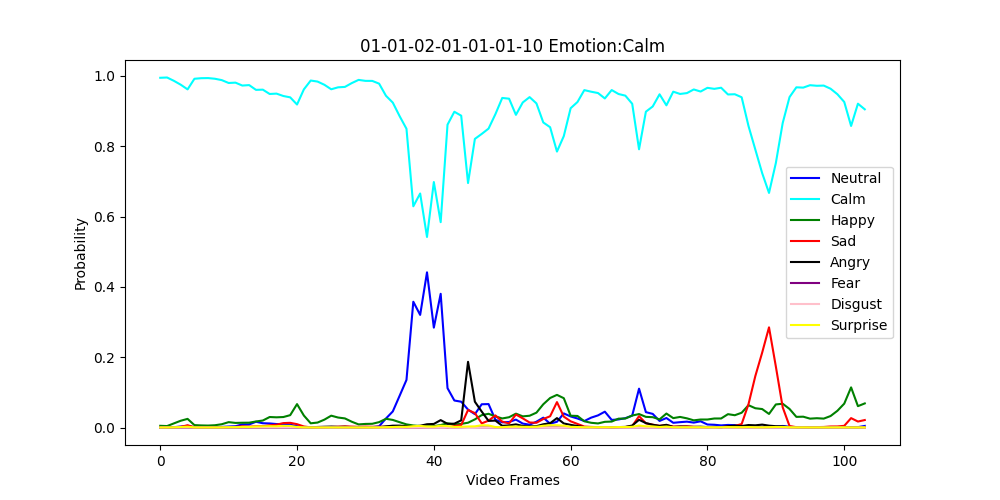 01-01-02-01-01-01-10 Emotion:Calm
Probability
1.0
0.8
0.6
0.4
0.2
0.0
Neutral
Calm
Happy
Sad
Angry
Fear
Disgust
Surprise
0 20 40 60 80 100
Video Frames